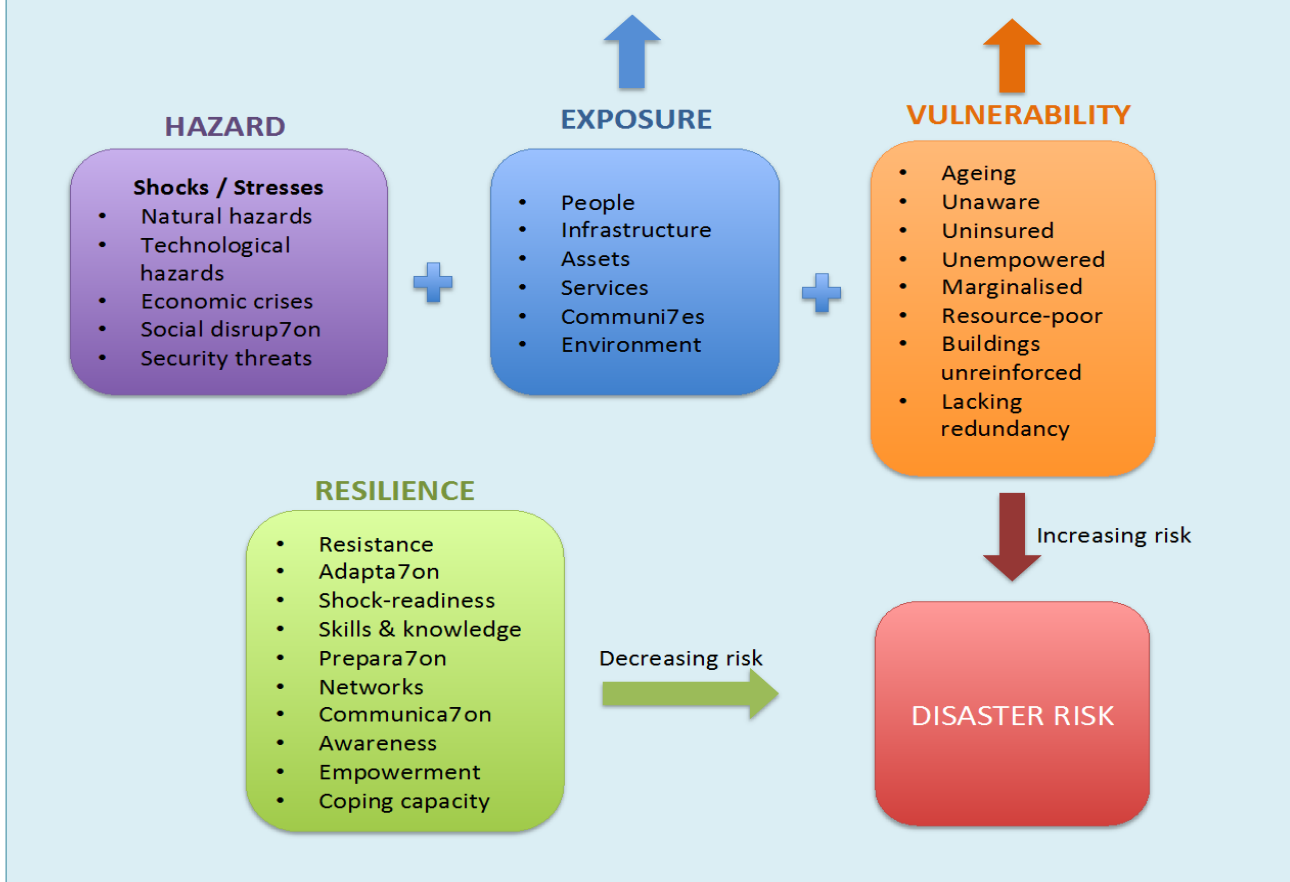 HAZARD
Shocks / Stresses
• Natural hazards
• Technological
hazards
• Economic crises
• Social disrup7on
• Security threats
EXPOSURE
• People
• Infrastructure
• Assets
• Services
• Communi7es
• Environment
VULNERABILITY
• Ageing
• Unaware
• Uninsured
• Unempowered
• Marginalised
• Resource-poor
• Buildings
unreinforced
• Lacking
redundancy
RESILIENCE
• Resistance
• Adapta7on
• Shock-readiness
• Skills & knowledge
• Prepara7on
• Networks
• Communica7on
• Awareness
• Empowerment
• Coping capacity
Decreasing risk
Increasing risk
DISASTER RISK